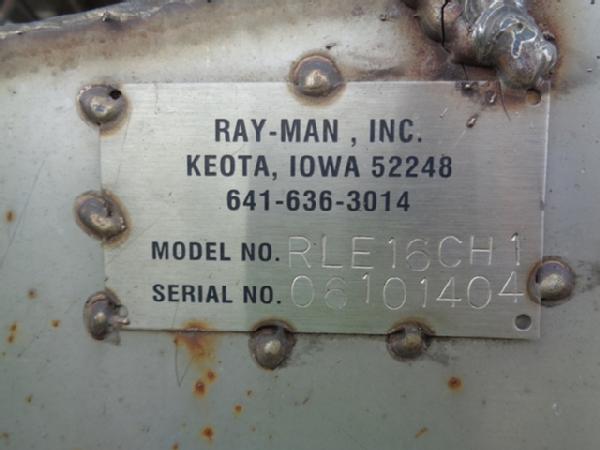 RAY-MAN , INC.
KEOTA, IOWA 52248
641-636-3014
MODEL NO. RLE16CH1
SERIAL NO. 06101404